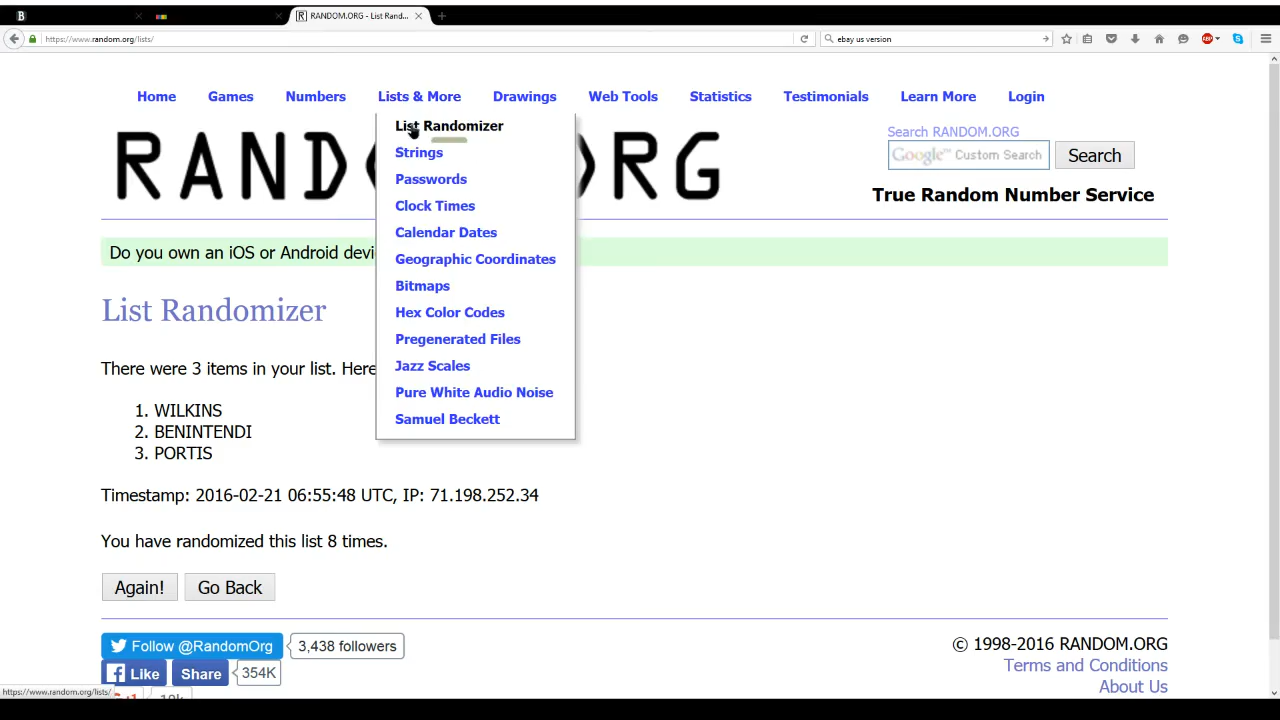 RANDOM.ORG - List Rand...
https://www.random.org/lists/
ebay us version
ABP
Home Games Numbers Lists & More Drawings Web Tools Statistics Testimonials Learn More Login
List Randomizer
Strings
Passwords
Clock Times
Calendar Dates
Geographic Coordinates
Bitmaps
Hex Color Codes
Pregenerated Files
Jazz Scales
Pure White Audio Noise
Samuel Beckett
Search RANDOM.ORG
Google™ Custom Search
Search
True Random Number Service
Do you own an iOS or Android devi
List Randomizer
There were 3 items in your list. Here
1. WILKINS
2. BENINTENDI
3. PORTIS
Timestamp: 2016-02-21 06:55:48 UTC, IP: 71.198.252.34
You have randomized this list 8 times.
Again! Go Back
Follow @RandomOrg 3,438 followers
Like Share 354K
© 1998-2016 RANDOM.ORG
Terms and Conditions
About Us
https://www.random.org/lists/